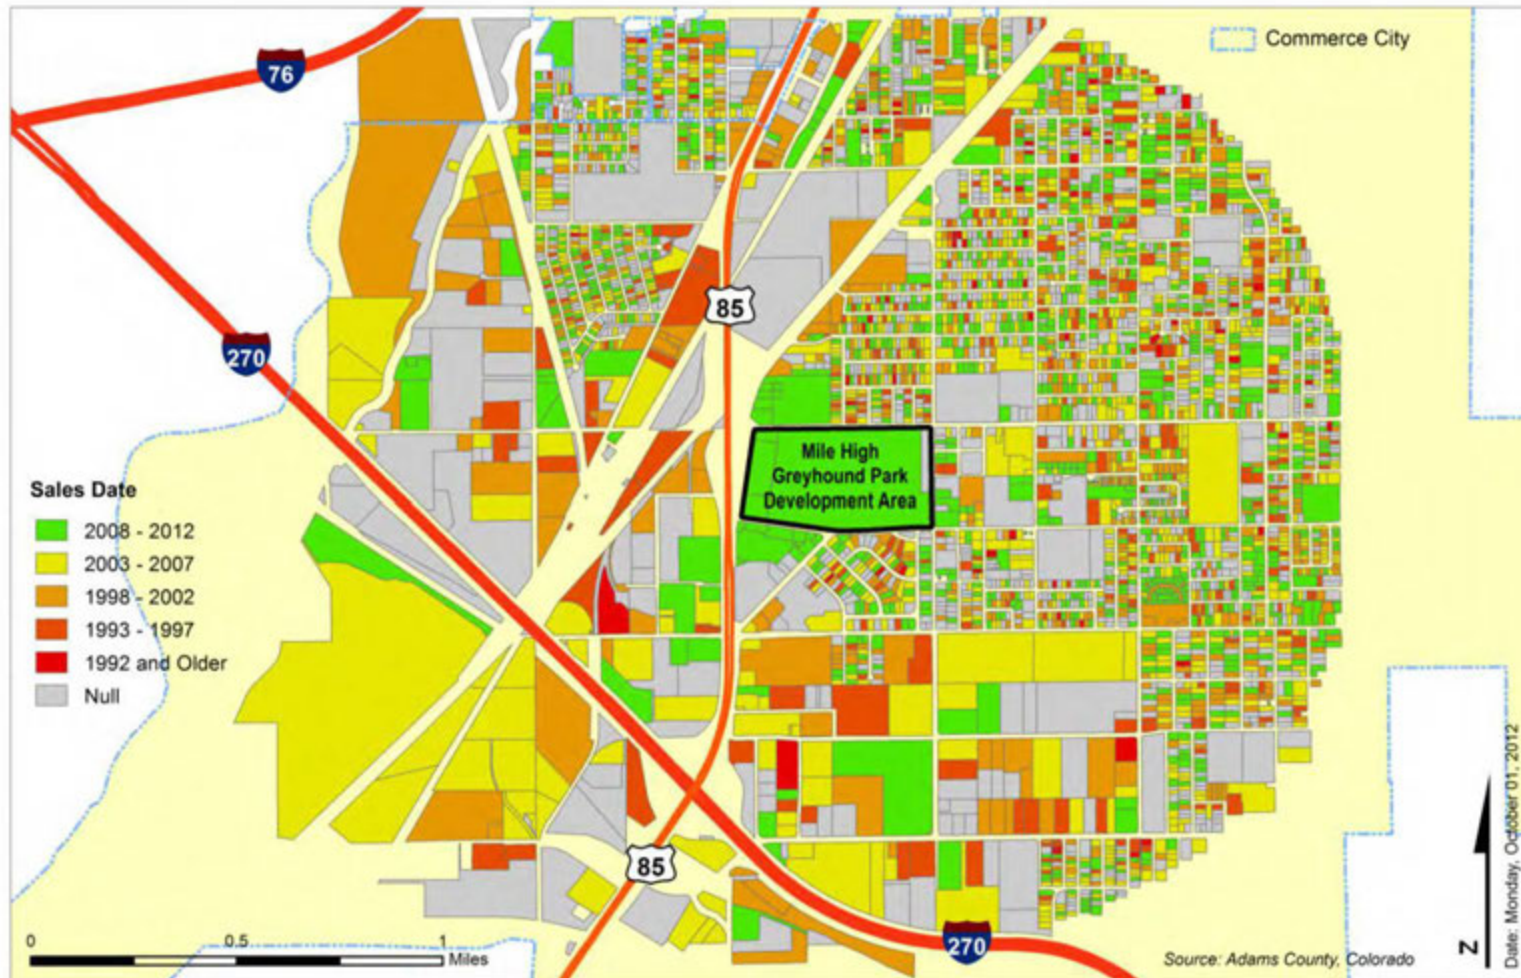 Commerce City
76
85
270
Mile High
Greyhound Park
Development Area
Sales Date
2008 - 2012
2003 - 2007
1998 - 2002
1993 - 1997
1992 and Older
Null
85
270
0 0.5 1
Miles
Source: Adams County, Colorado
N
Date: Monday, October 01, 2012